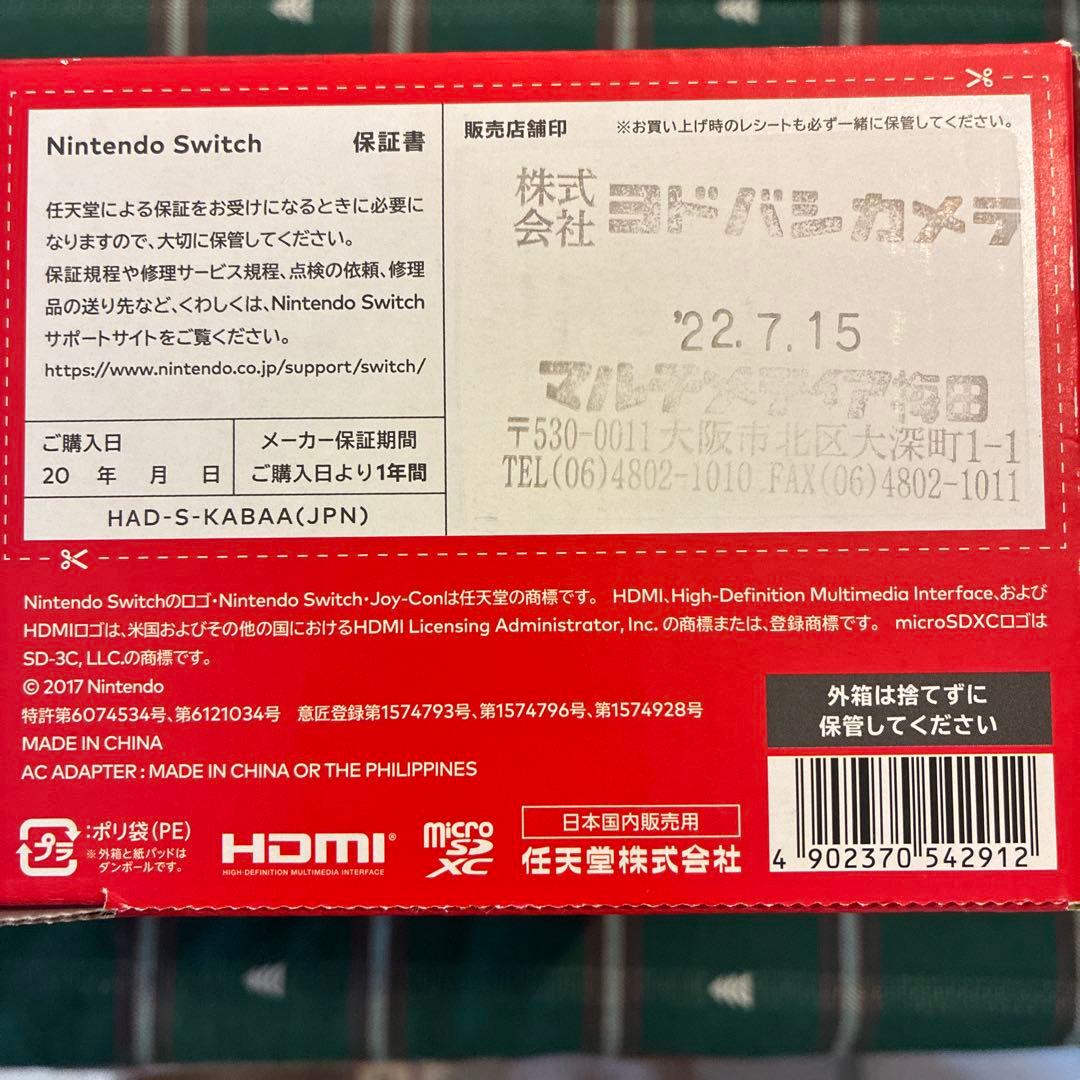 Nintendo Switch 保証書
任天堂による保証をお受けになるときに必要に
なりますので、大切に保管してください。
保証規程や修理サービス規程、点検の依頼、修理
品の送り先など、くわしくは、Nintendo Switch
サポートサイトをご覧ください。
https://www.nintendo.co.jp/support/switch/
ご購入日
20 年 月 日
メーカー保証期間
ご購入日より1年間
HAD-S-KABAA(JPN)
販売店舗印 ※お買い上げ時のレシートも必ず一緒に保管してください。
株式会社 ヨドバシカメラ
'22.7.15
マルチメディア梅田
〒530-0011 大阪市北区大深町1-1
TEL(06)4802-1010 FAX(06)4802-1011
Nintendo Switchのロゴ・Nintendo Switch・Joy-Conは任天堂の商標です。 HDMI、High-Definition Multimedia Interface、および
HDMIロゴは、米国およびその他の国におけるHDMI Licensing Administrator, Inc. の商標または、登録商標です。 microSDXCロゴは
SD-3C, LLC.の商標です。
© 2017 Nintendo
特許第6074534号、第6121034号 意匠登録第1574793号、第1574796号、第1574928号
MADE IN CHINA
AC ADAPTER : MADE IN CHINA OR THE PHILIPPINES
外箱は捨てずに
保管してください
プラ
:ポリ袋(PE)
※外箱と紙パッドは
ダンボールです。
HDMI®
HIGH-DEFINITION MULTIMEDIA INTERFACE
micro
SD
XC
日本国内販売用
任天堂株式会社
4 902370 542912